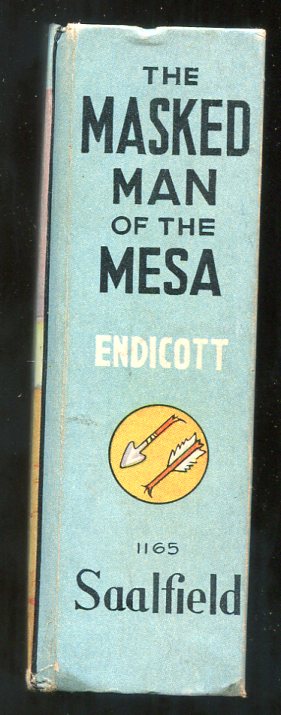 THE
MASKED
MAN
OF THE
MESA
ENDICOTT
1165
Saalfield